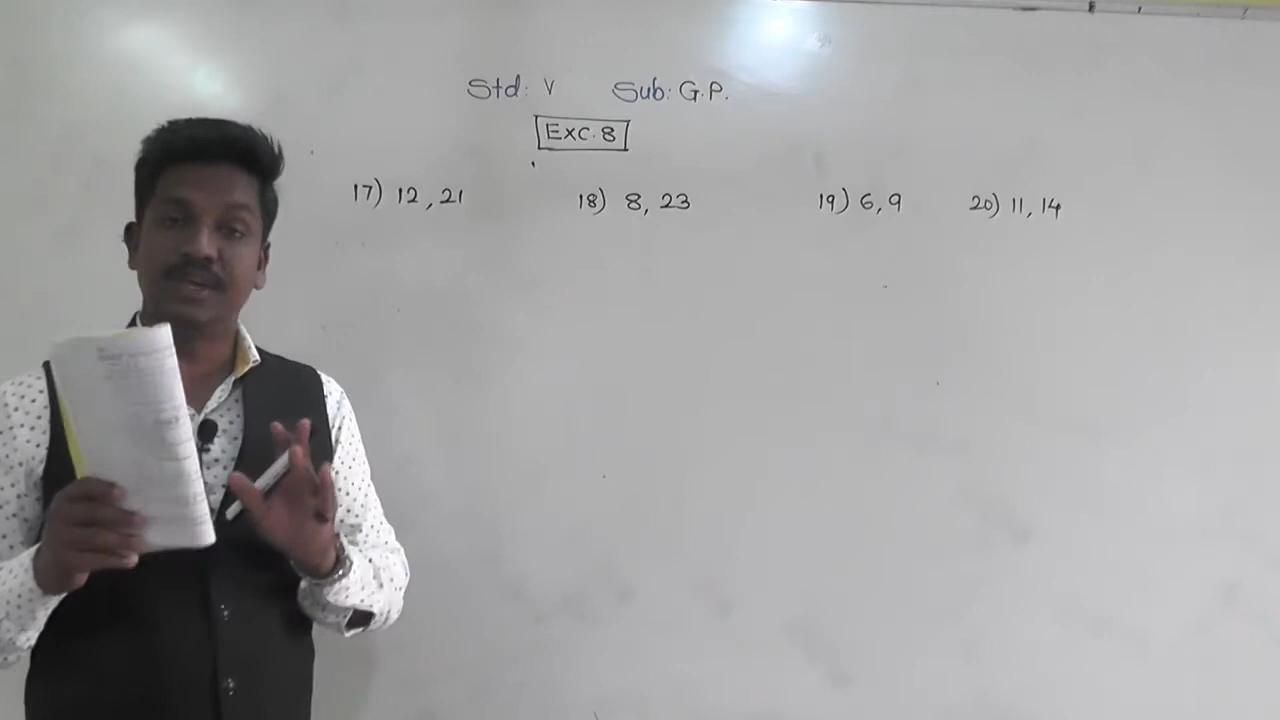 Std: V Sub: G.P.
Exc. 8
17) 12, 21 18) 8, 23 19) 6, 9 20) 11, 14